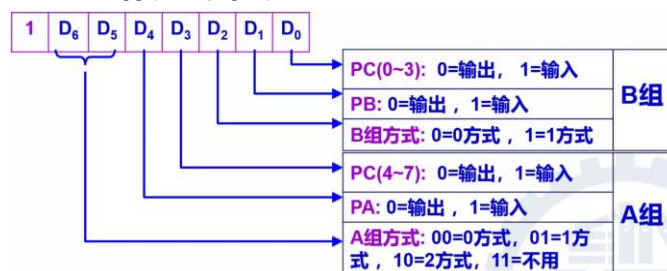 1 D₆ D₅ D₄ D₃ D₂ D₁ D₀
PC(0~3): 0=输出， 1=输入
PB: 0=输出 ，1=输入
B组方式: 0=0方式 ，1=1方式
B组
PC(4~7): 0=输出，1=输入
PA: 0=输出 ，1=输入
A组方式: 00=0方式，01=1方
式 ，10=2方式，11=不用
A组